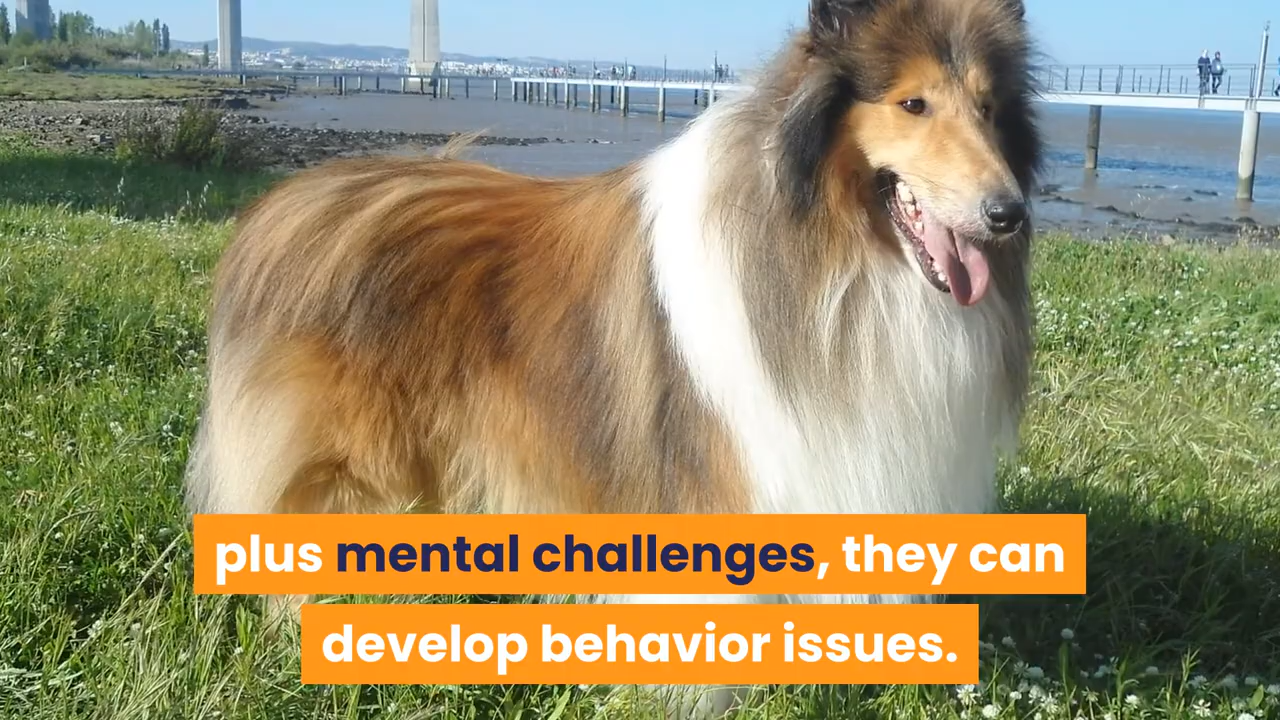 plus mental challenges, they can
develop behavior issues.